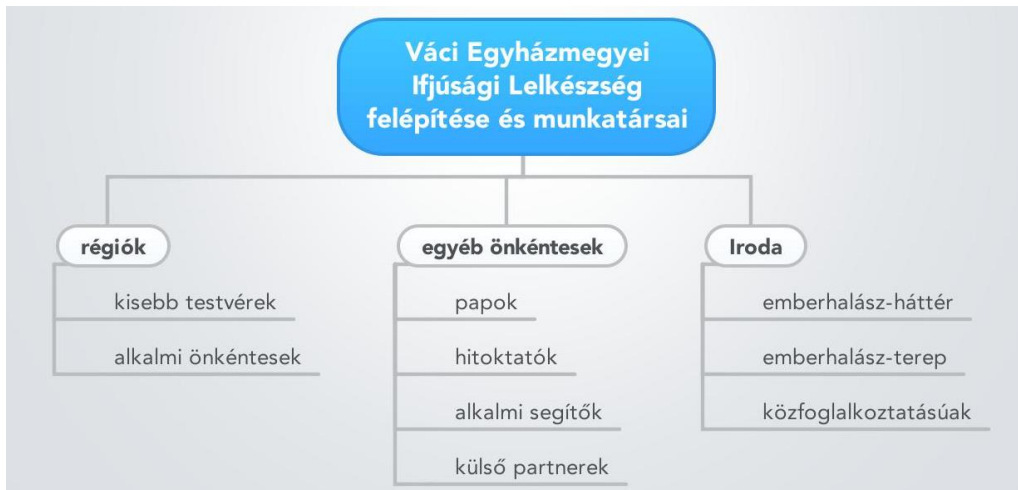 Váci Egyházmegyei
Ifjúsági Lelkészség
felépítése és munkatársai
régiók
kisebb testvérek
alkalmi önkéntesek
egyéb önkéntesek
papok
hitoktatók
alkalmi segítők
külső partnerek
Iroda
emberhalász-háttér
emberhalász-terep
közfoglalkoztatásúak